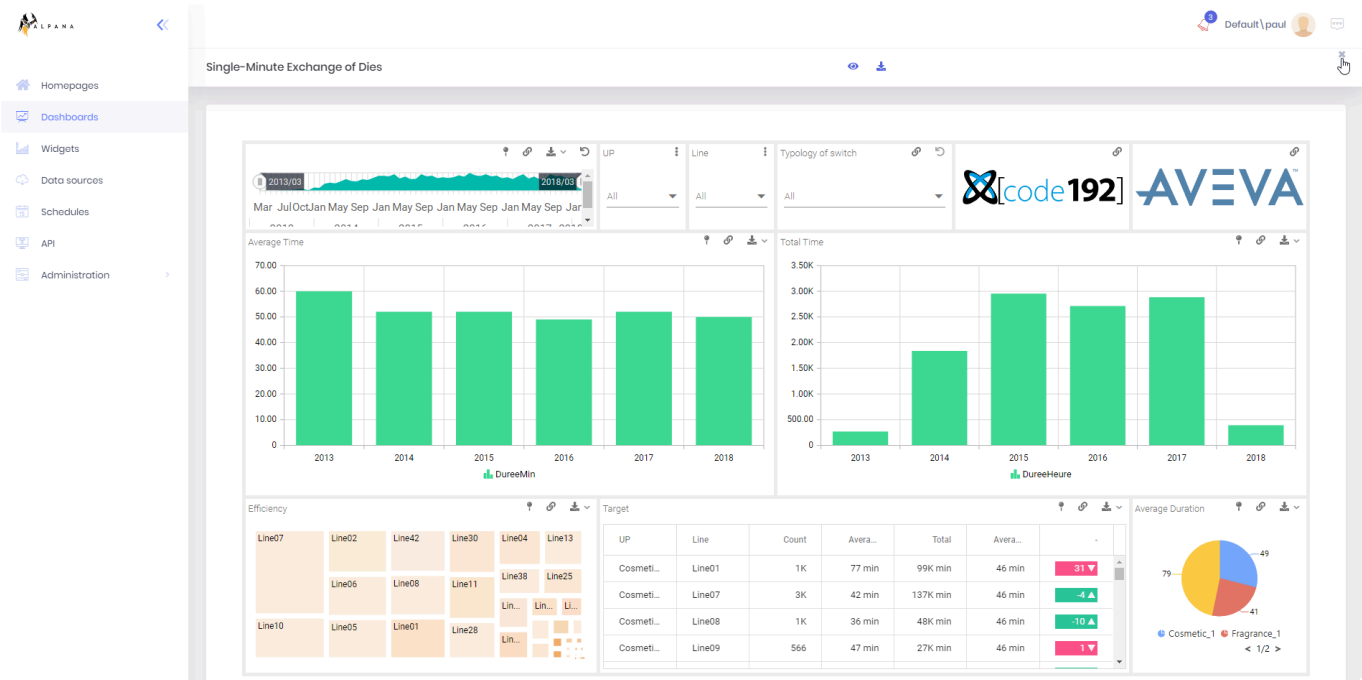 ALPANA
3
Default\paul
Single-Minute Exchange of Dies
Homepages
Dashboards
Widgets
Data sources
Schedules
API
Administration
2013/03
2018/03
Mar Jul Oct Jan May Sep Jan May Sep Jan May Sep Jan May Sep Jan
UP
All
Line
All
Typology of switch
All
[code 192]
AVEVA™
Average Time
70.00
60.00
50.00
40.00
30.00
20.00
10.00
0
2013 2014 2015 2016 2017 2018
DureeMin
Total Time
3.50K
3.00K
2.50K
2.00K
1.50K
1.00K
500.00
0
2013 2014 2015 2016 2017 2018
DureeHeure
Efficiency
Line07 Line02 Line42 Line30 Line04 Line13
Line38 Line25
Line06 Line08 Line11
Lin... Lin... Li...
Line10 Line05 Line01 Line28
Lin...
Target
UP Line Count Avera... Total Avera... -
Cosmeti... Line01 1K 77 min 99K min 46 min 31 ▼
Cosmeti... Line07 3K 42 min 137K min 46 min -4 ▲
Cosmeti... Line08 1K 36 min 48K min 46 min -10 ▲
Cosmeti... Line09 566 47 min 27K min 46 min 1 ▼
Average Duration
49
79
41
Cosmetic_1 Fragrance_1
< 1/2 >